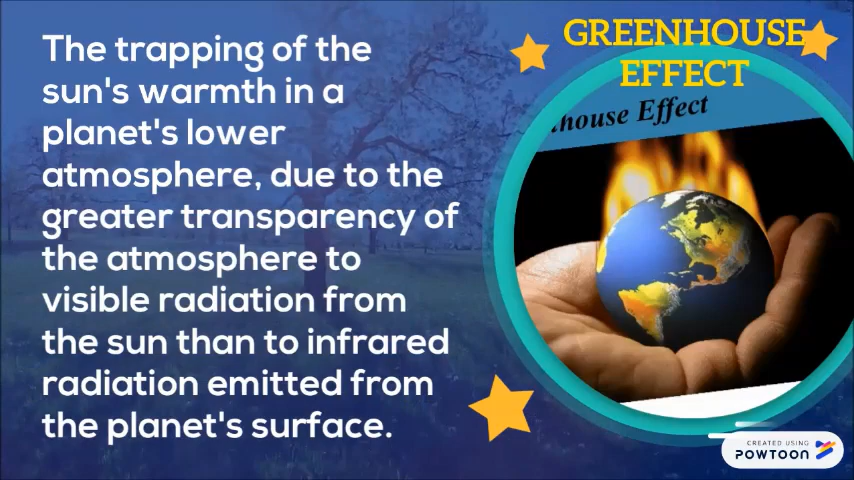 GREENHOUSE
EFFECT
The trapping of the
sun's warmth in a
planet's lower
atmosphere, due to the
greater transparency of
the atmosphere to
visible radiation from
the sun than to infrared
radiation emitted from
the planet's surface.
house Effect
CREATED USING
POWTOON